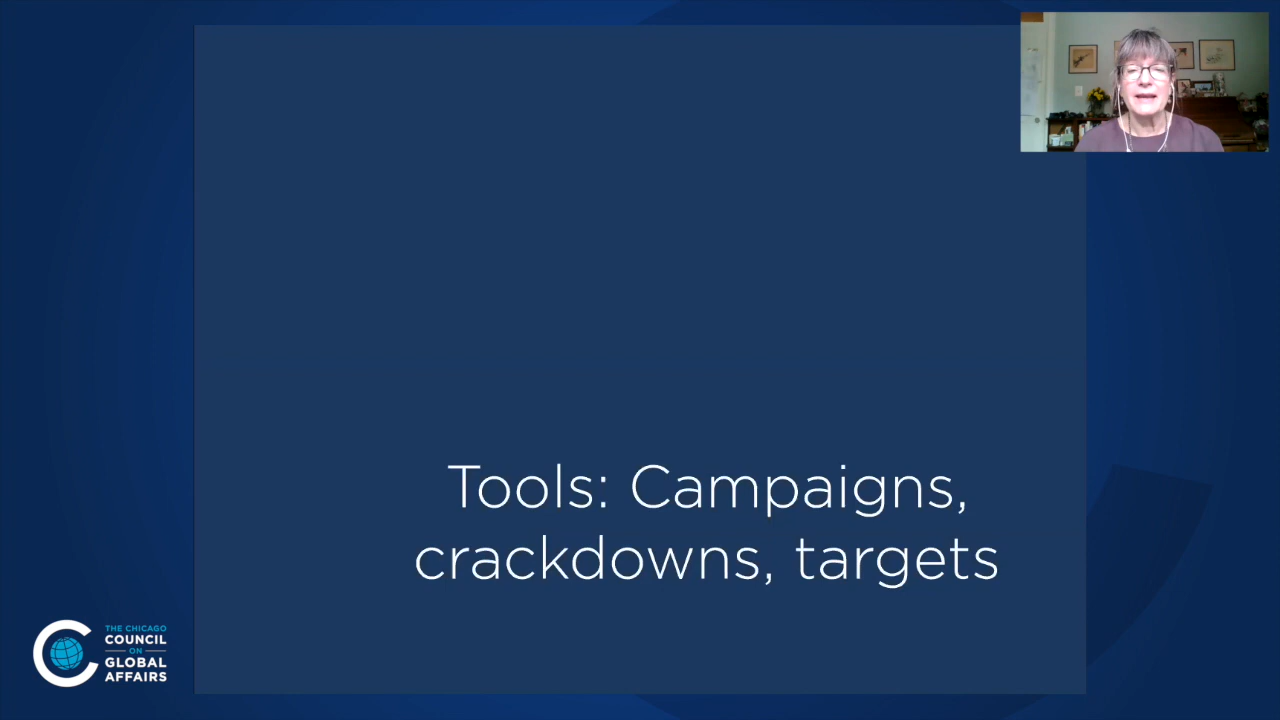 Tools: Campaigns,
crackdowns, targets
THE CHICAGO
COUNCIL
ON
GLOBAL
AFFAIRS